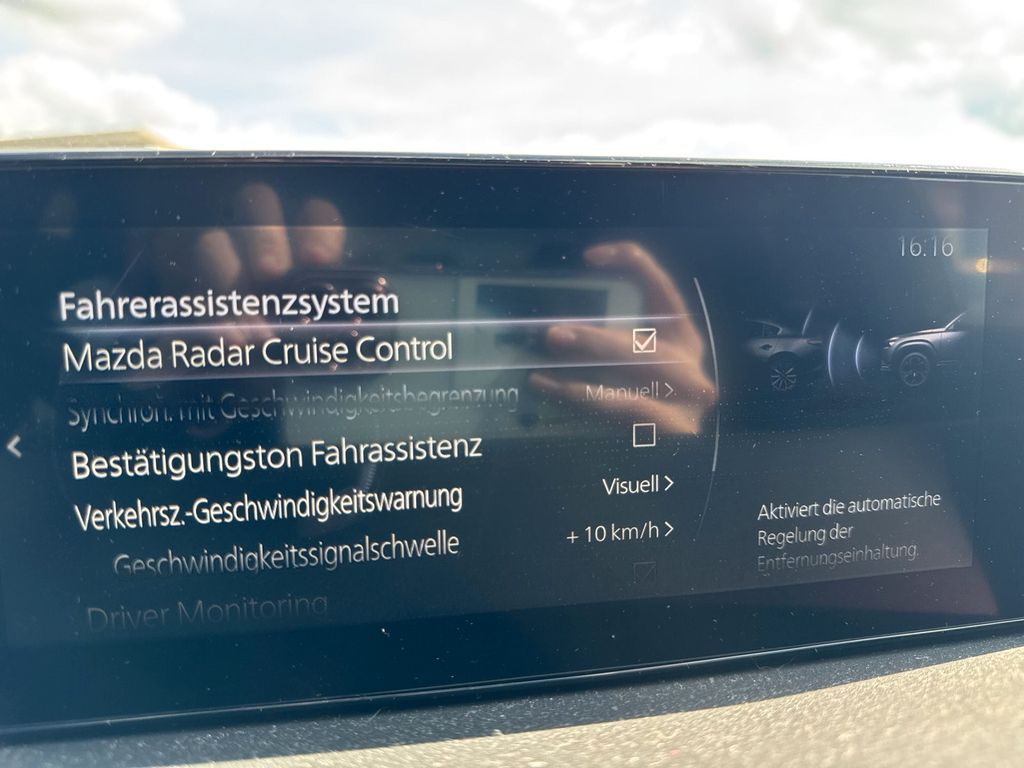 16:16
Fahrerassistenzsystem
Mazda Radar Cruise Control
Synchron. mit Geschwindigkeitsbegrenzung Manuell >
Bestätigungston Fahrassistenz
Verkehrsz.-Geschwindigkeitswarnung Visuell >
Geschwindigkeitssignalschwelle + 10 km/h >
Driver Monitoring
Aktiviert die automatische
Regelung der
Entfernungseinhaltung.